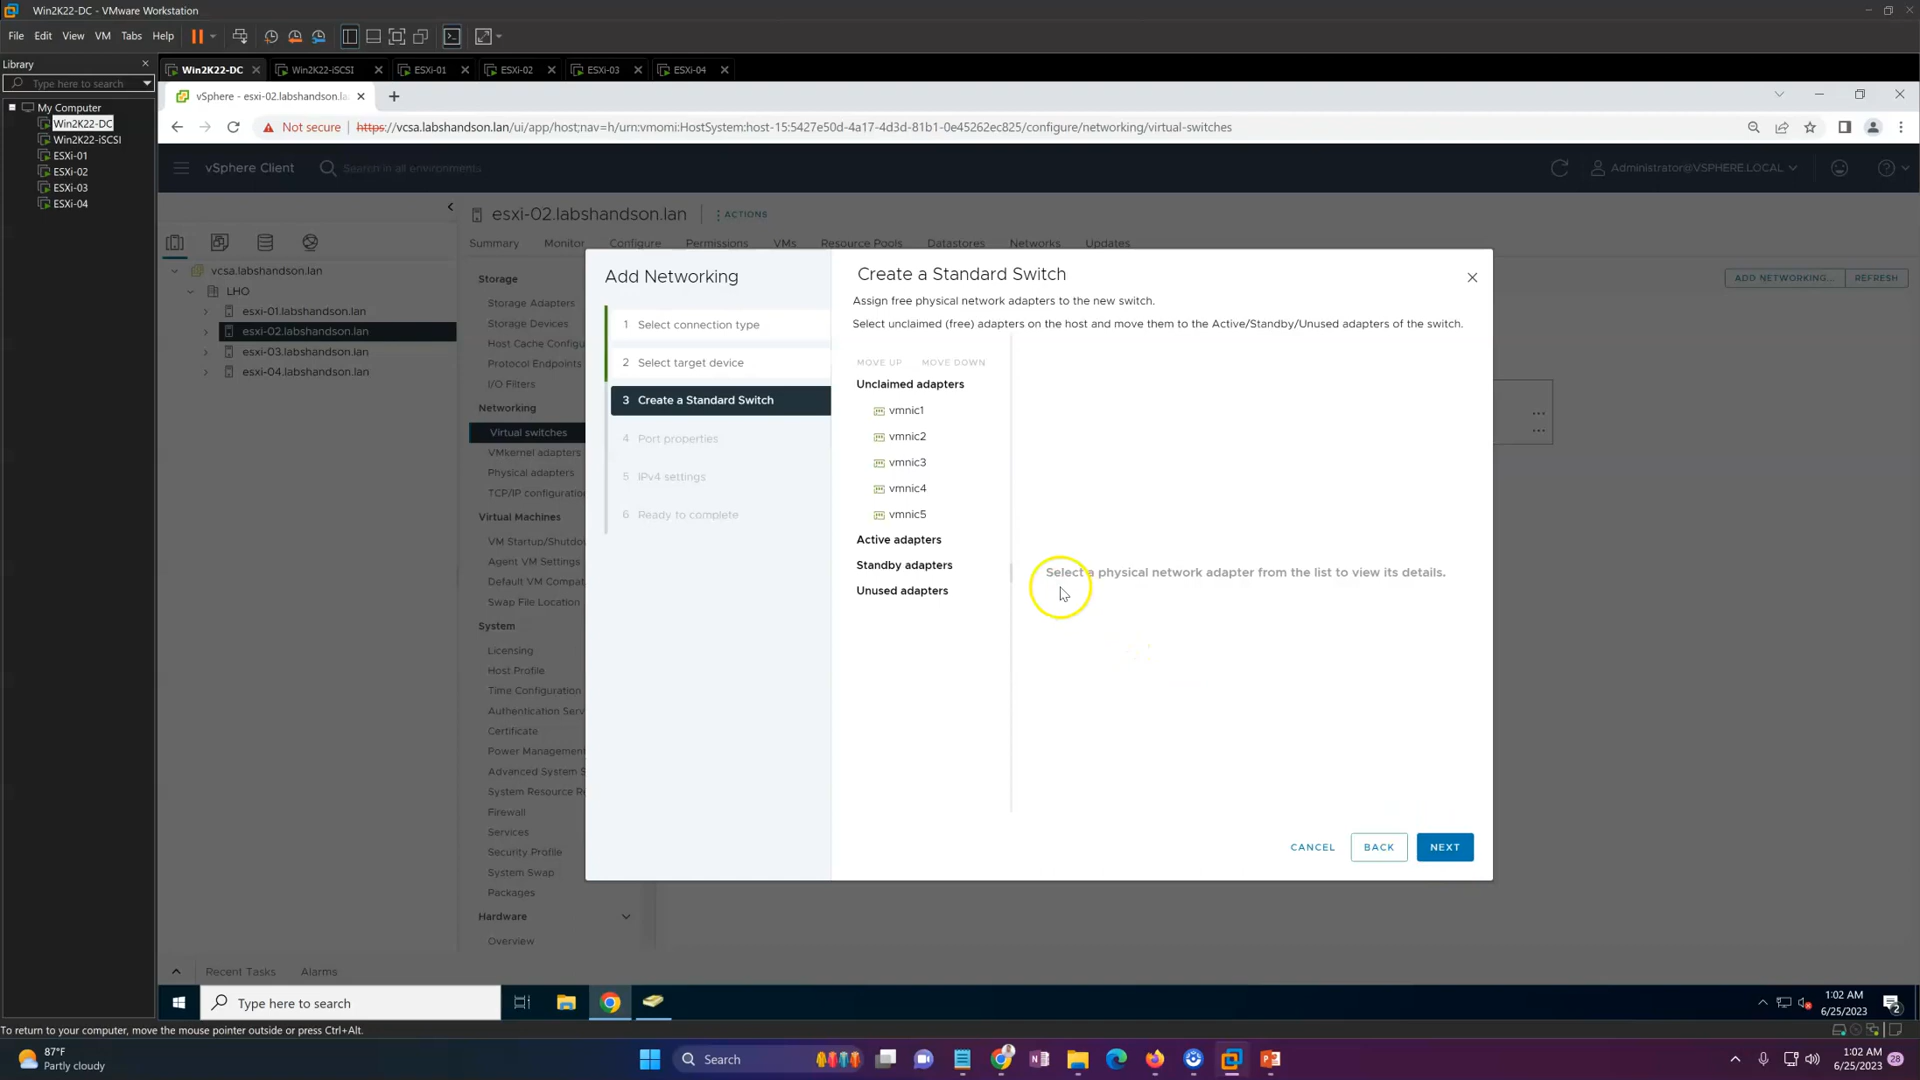 Win2K22-DC - VMware Workstation
File Edit View VM Tabs Help
Library
Type here to search
My Computer
Win2K22-DC
Win2K22-iSCSI
ESXi-01
ESXi-02
ESXi-03
ESXi-04
Win2K22-DC Win2K22-iSCSI ESXi-01 ESXi-02 ESXi-03 ESXi-04
vSphere - esxi-02.labshandson.la
Not secure https://vcsa.labshandson.lan/ui/app/host;nav=h/urn:vmomi:HostSystem:host-15:5427e50d-4a17-4d3d-81b1-0e45262ec825/configure/networking/virtual-switches
vSphere Client Search in all environments Administrator@VSPHERE.LOCAL
vcsa.labshandson.lan
LHO
esxi-01.labshandson.lan
esxi-02.labshandson.lan
esxi-03.labshandson.lan
esxi-04.labshandson.lan
esxi-02.labshandson.lan ACTIONS
Summary Monitor Configure Permissions VMs Resource Pools Datastores Networks Updates
Storage
Storage Adapters
Storage Devices
Host Cache Configu
Protocol Endpoints
I/O Filters
Networking
Virtual switches
VMkernel adapters
Physical adapters
TCP/IP configuration
Virtual Machines
VM Startup/Shutdo
Agent VM Settings
Default VM Compat
Swap File Location
System
Licensing
Host Profile
Time Configuration
Authentication Serv
Certificate
Power Management
Advanced System S
System Resource Re
Firewall
Services
Security Profile
System Swap
Packages
Hardware
Overview
ADD NETWORKING... REFRESH
Add Networking
1 Select connection type
2 Select target device
3 Create a Standard Switch
4 Port properties
5 IPv4 settings
6 Ready to complete
Create a Standard Switch
Assign free physical network adapters to the new switch.
Select unclaimed (free) adapters on the host and move them to the Active/Standby/Unused adapters of the switch.
MOVE UP MOVE DOWN
Unclaimed adapters
vmnic1
vmnic2
vmnic3
vmnic4
vmnic5
Active adapters
Standby adapters
Unused adapters
Select a physical network adapter from the list to view its details.
CANCEL BACK NEXT
Recent Tasks Alarms
Type here to search
1:02 AM
6/25/2023
2
To return to your computer, move the mouse pointer outside or press Ctrl+Alt.
87°F
Partly cloudy
Search
1:02 AM
6/25/2023
28